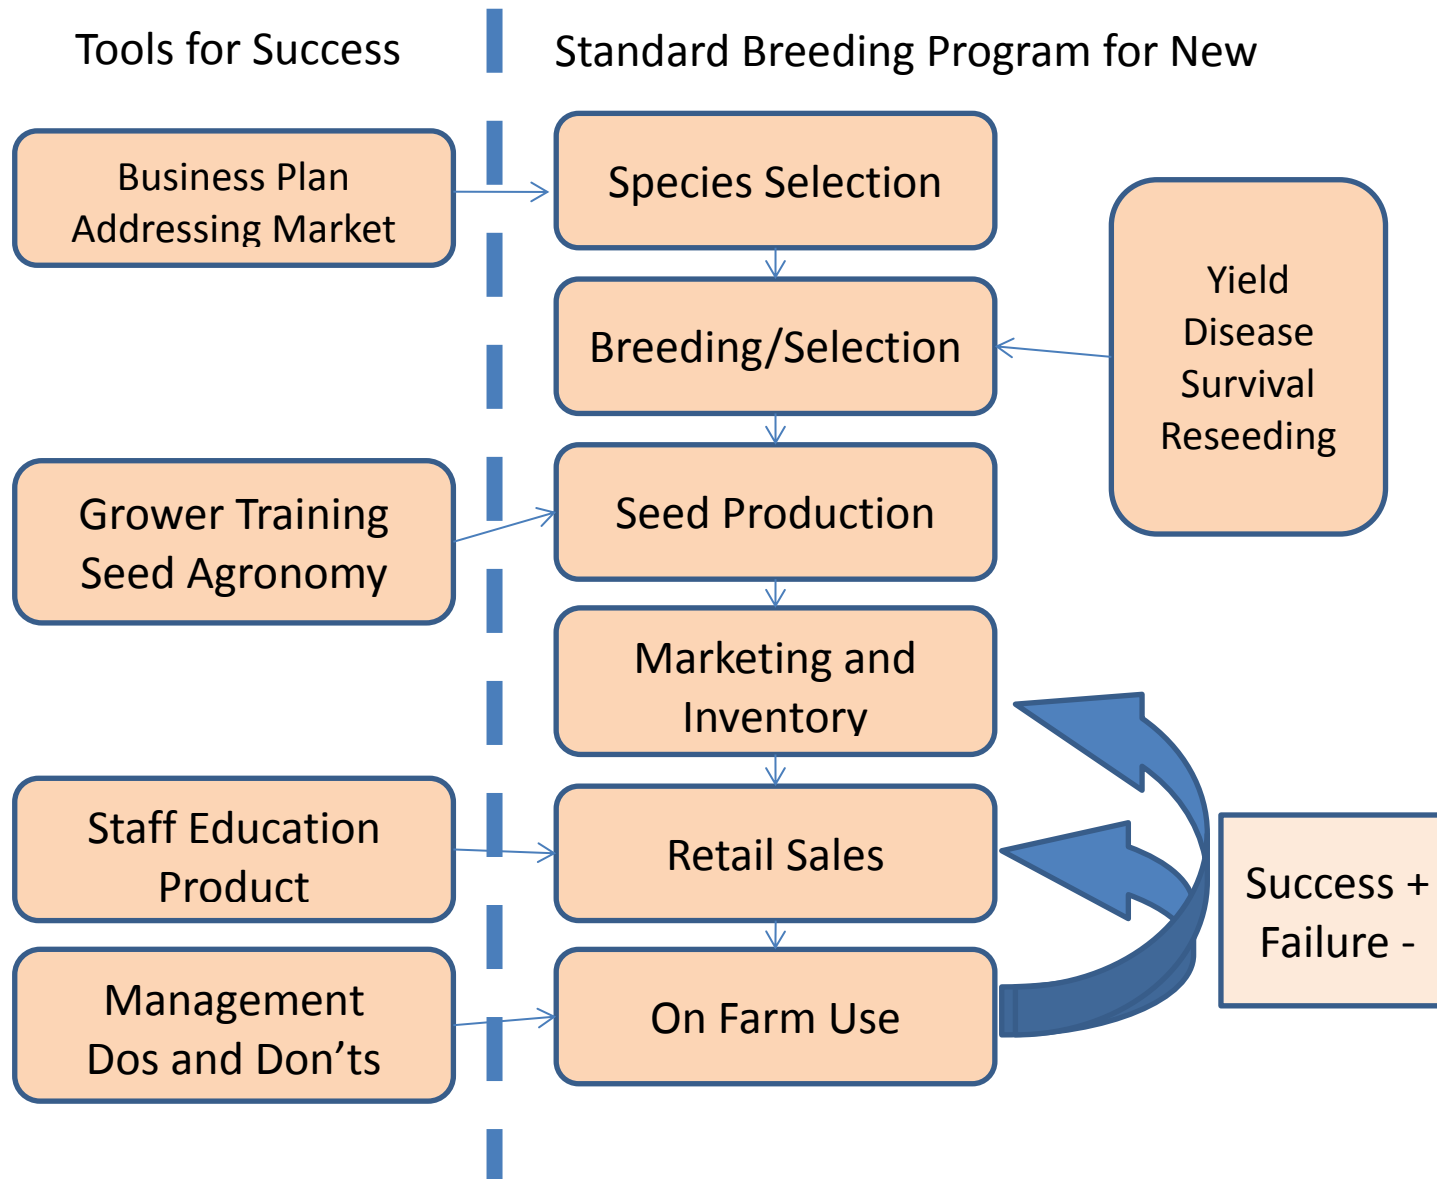 Tools for Success
Standard Breeding Program for New
Business Plan
Addressing Market
Species Selection
Breeding/Selection
Yield
Disease
Survival
Reseeding
Grower Training
Seed Agronomy
Seed Production
Marketing and
Inventory
Staff Education
Product
Retail Sales
Success +
Failure -
Management
Dos and Don’ts
On Farm Use